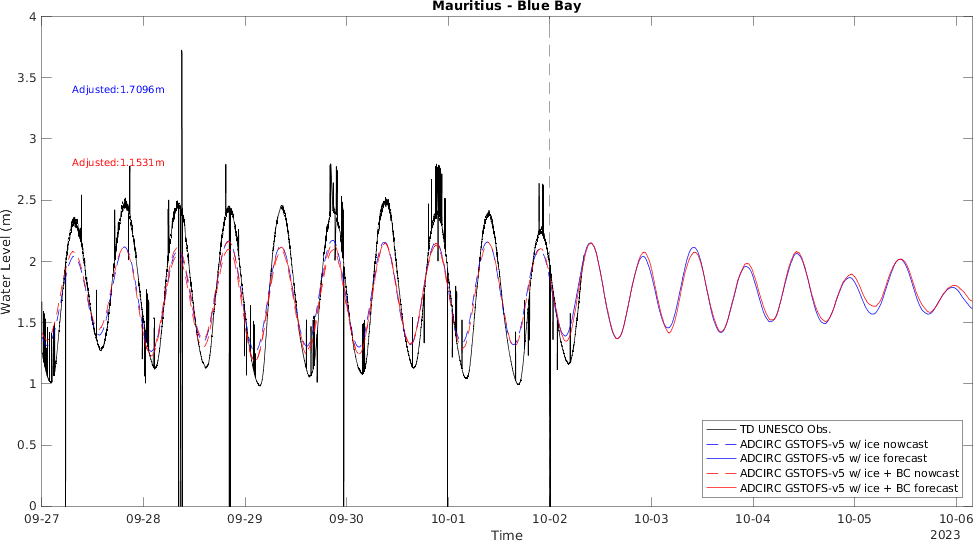 Mauritius - Blue Bay
4
3.5
3
2.5
2
1.5
1
0.5
0
Water Level (m)
Adjusted:1.7096m
Adjusted:1.1531m
TD UNESCO Obs.
ADCIRC GSTOFS-v5 w/ ice nowcast
ADCIRC GSTOFS-v5 w/ ice forecast
ADCIRC GSTOFS-v5 w/ ice + BC nowcast
ADCIRC GSTOFS-v5 w/ ice + BC forecast
09-27 09-28 09-29 09-30 10-01 10-02 10-03 10-04 10-05 10-06
2023
Time